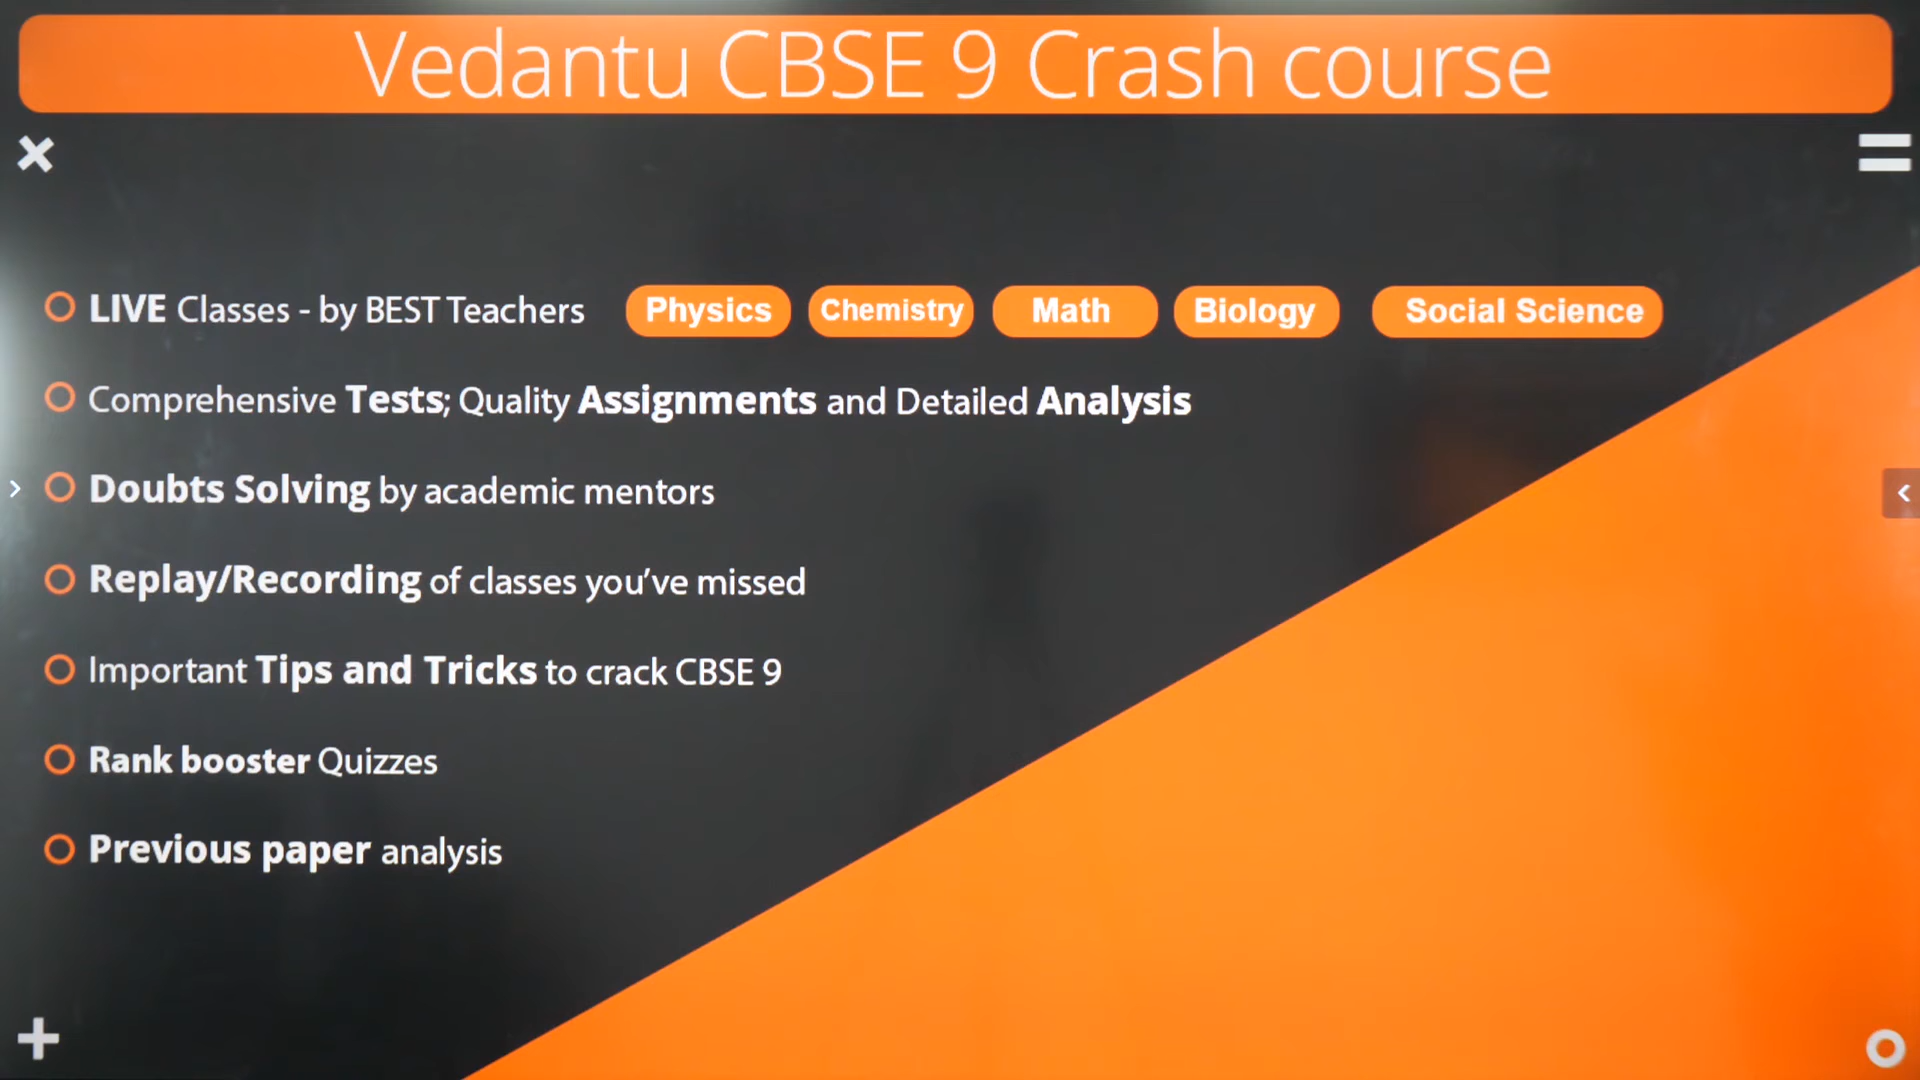 Vedantu CBSE 9 Crash course
LIVE Classes - by BEST Teachers Physics Chemistry Math Biology Social Science
Comprehensive Tests; Quality Assignments and Detailed Analysis
Doubts Solving by academic mentors
Replay/Recording of classes you've missed
Important Tips and Tricks to crack CBSE 9
Rank booster Quizzes
Previous paper analysis